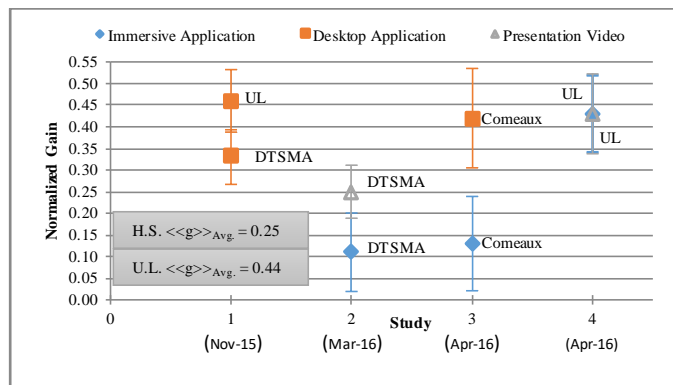 Immersive Application Desktop Application Presentation Video
Normalized Gain
0.55
0.50
0.45
0.40
0.35
0.30
0.25
0.20
0.15
0.10
0.05
0.00
UL
DTSMA
DTSMA
DTSMA
Comeaux
Comeaux
UL
UL
H.S. <<g>>Avg. = 0.25
U.L. <<g>>Avg. = 0.44
0 1 2 3 4
Study
(Nov-15) (Mar-16) (Apr-16) (Apr-16)